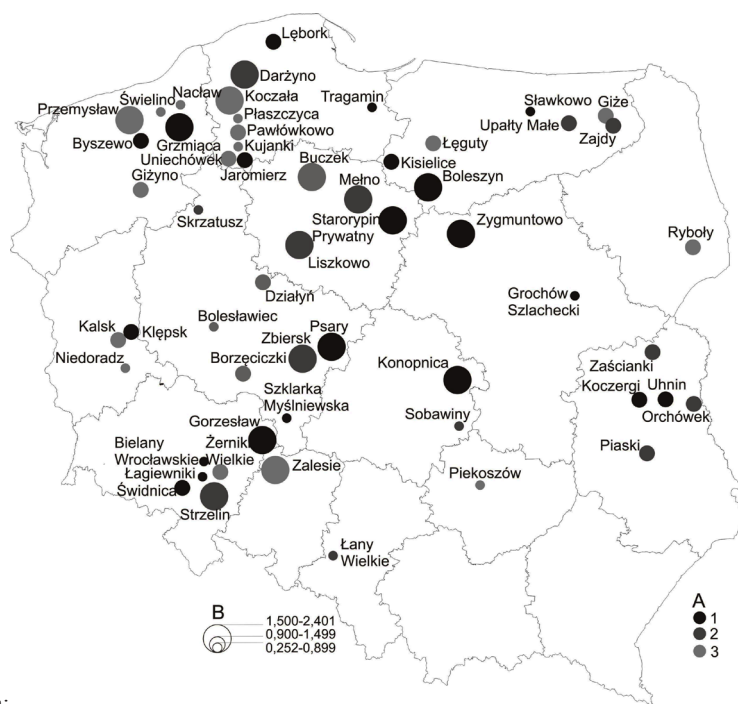 Lębork
Darżyno
Nacław
Koczała
Świelino
Przemysław
Tragamin
Sławkowo
Giże
Płaszczyca
Upałty Małe
Pawłówkowo
Zajdy
Byszewo
Grzmiąca
Kujanki
Łęguty
Uniechówek
Buczek
Kisielice
Jaromierz
Giżyno
Mełno
Boleszyn
Skrzatusz
Starorypin
Prywatny
Zygmuntowo
Ryboły
Liszkowo
Działyń
Grochów
Szlachecki
Bolesławiec
Kalsk
Klępsk
Psary
Zbiersk
Niedoradz
Borzęciczki
Konopnica
Zaścianki
Koczergi
Uhnin
Szklarka
Myślniewska
Orchówek
Sobawiny
Gorzesław
Bielany
Wrocławskie
Żerniki
Wielkie
Piaski
Zalesie
Łagiewniki
Piekoszów
Świdnica
Strzelin
Łany
Wielkie
B
1,500-2,401
0,900-1,499
0,252-0,899
A
1
2
3